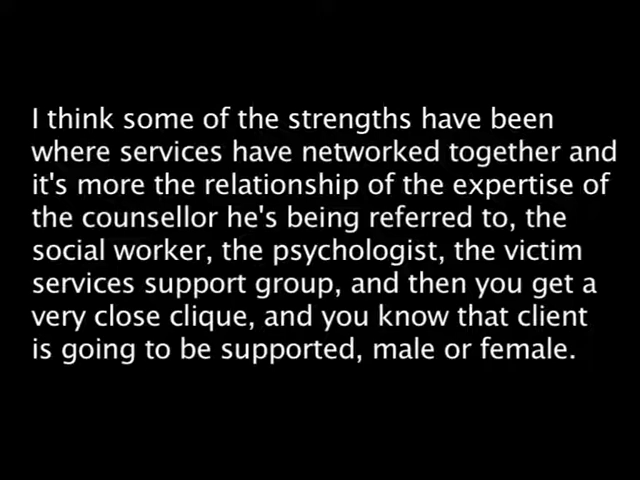 I think some of the strengths have been
where services have networked together and
it's more the relationship of the expertise of
the counsellor he's being referred to, the
social worker, the psychologist, the victim
services support group, and then you get a
very close clique, and you know that client
is going to be supported, male or female.